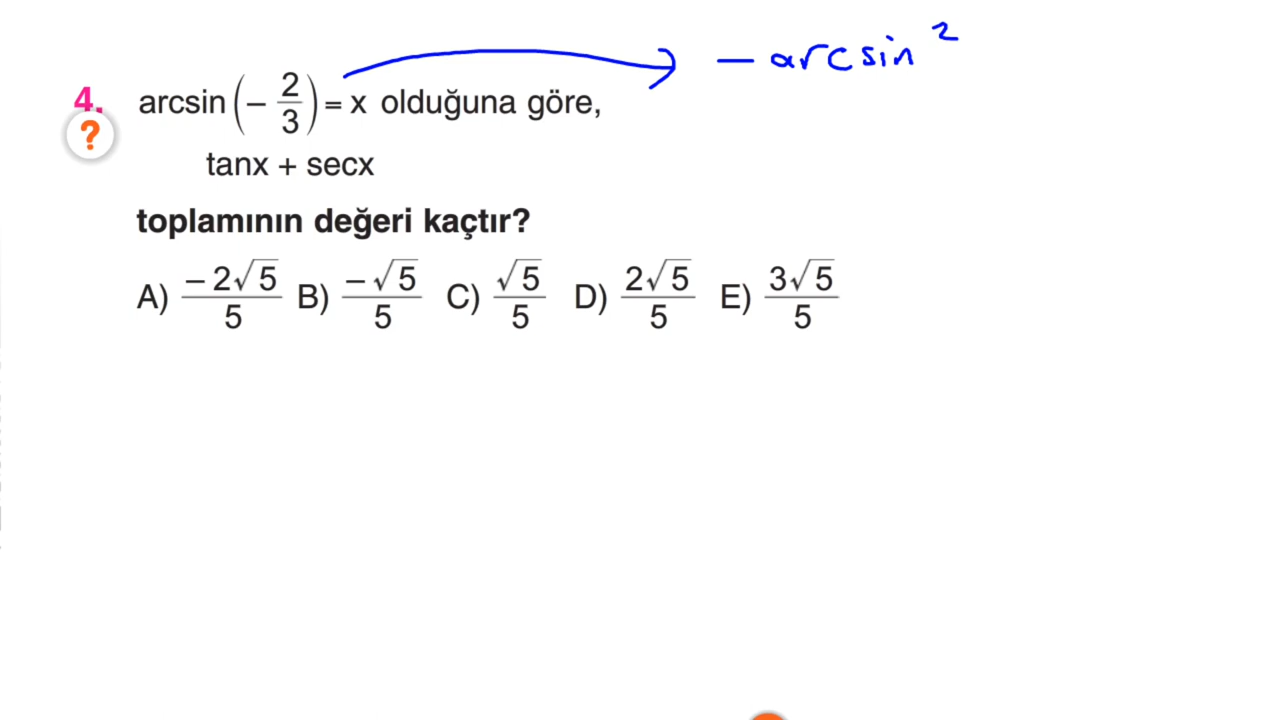 - arcsin 2
4. arcsin(-2/3) = x olduğuna göre,
?
tanx + secx
toplamının değeri kaçtır?
A) -2√5/5 B) -√5/5 C) √5/5 D) 2√5/5 E) 3√5/5